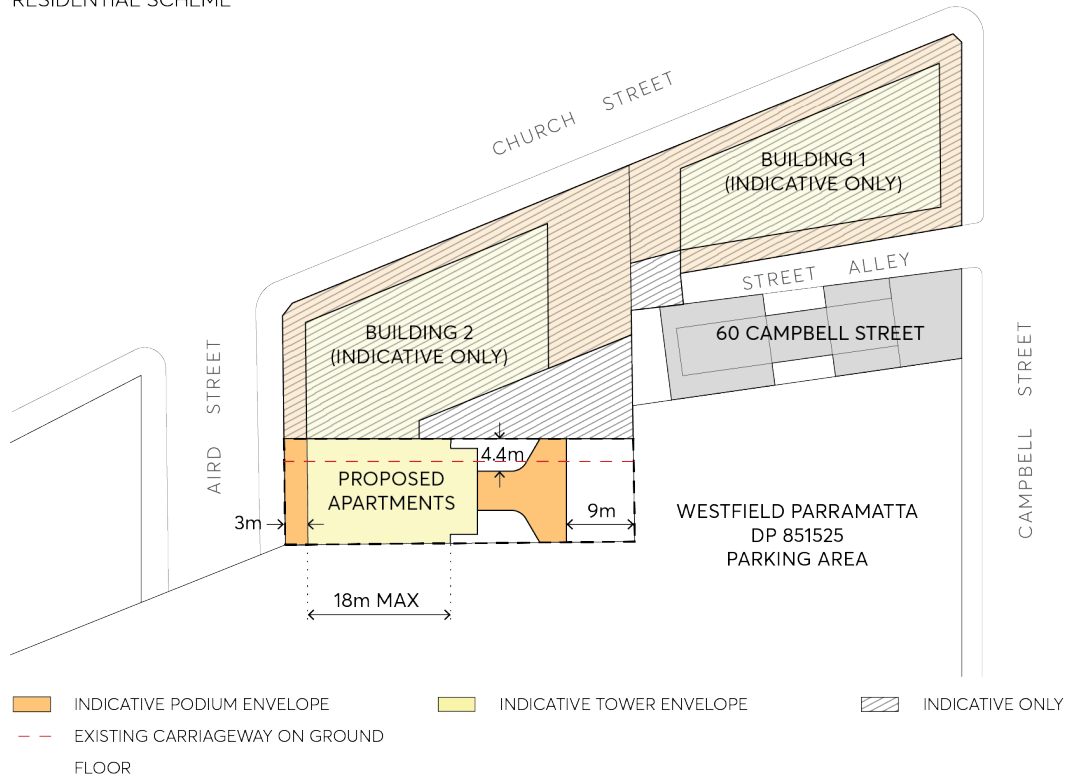 RESIDENTIAL SCHEME
CHURCH STREET
BUILDING 1
(INDICATIVE ONLY)
STREET ALLEY
60 CAMPBELL STREET
BUILDING 2
(INDICATIVE ONLY)
AIRD STREET
CAMPBELL STREET
4.4m
PROPOSED
APARTMENTS
3m
9m
WESTFIELD PARRAMATTA
DP 851525
PARKING AREA
18m MAX
INDICATIVE PODIUM ENVELOPE
INDICATIVE TOWER ENVELOPE
INDICATIVE ONLY
EXISTING CARRIAGEWAY ON GROUND
FLOOR